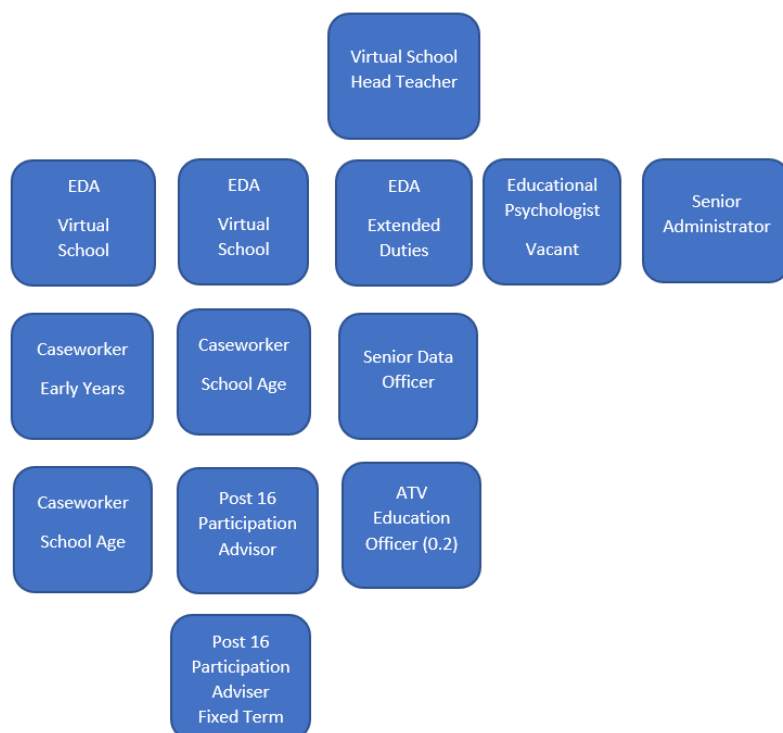 Virtual School
Head Teacher
EDA
Virtual
School
EDA
Virtual
School
EDA
Extended
Duties
Educational
Psychologist
Vacant
Senior
Administrator
Caseworker
Early Years
Caseworker
School Age
Senior Data
Officer
Caseworker
School Age
Post 16
Participation
Advisor
ATV
Education
Officer (0.2)
Post 16
Participation
Adviser
Fixed Term